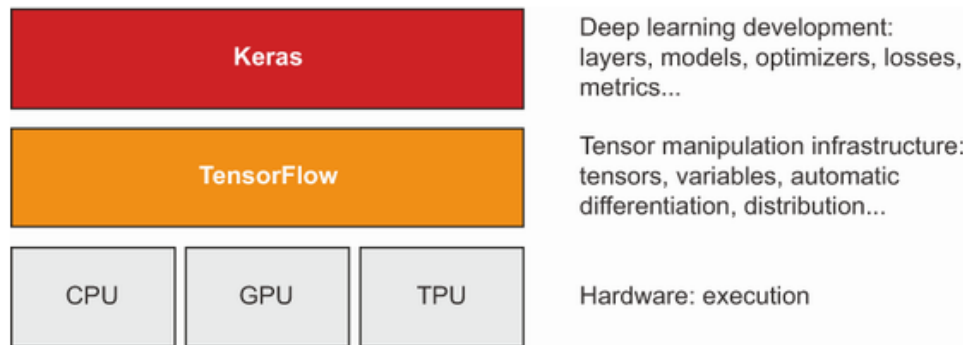 Keras
Deep learning development:
layers, models, optimizers, losses,
metrics...
TensorFlow
Tensor manipulation infrastructure:
tensors, variables, automatic
differentiation, distribution...
CPU
GPU
TPU
Hardware: execution